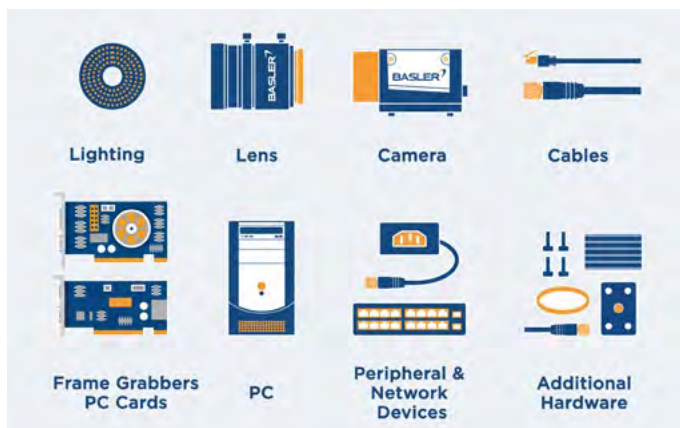 BASLER
BASLER
Lighting
Lens
Camera
Cables
Frame Grabbers
PC Cards
PC
Peripheral &
Network
Devices
Additional
Hardware